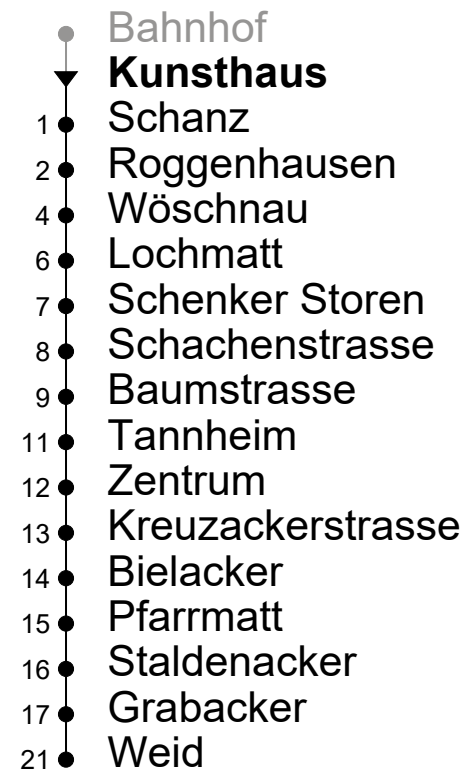 Bahnhof
Kunsthaus
1 Schanz
2 Roggenhausen
4 Wöschnau
6 Lochmatt
7 Schenker Storen
8 Schachenstrasse
9 Baumstrasse
11 Tannheim
12 Zentrum
13 Kreuzackerstrasse
14 Bielacker
15 Pfarrmatt
16 Staldenacker
17 Grabacker
21 Weid